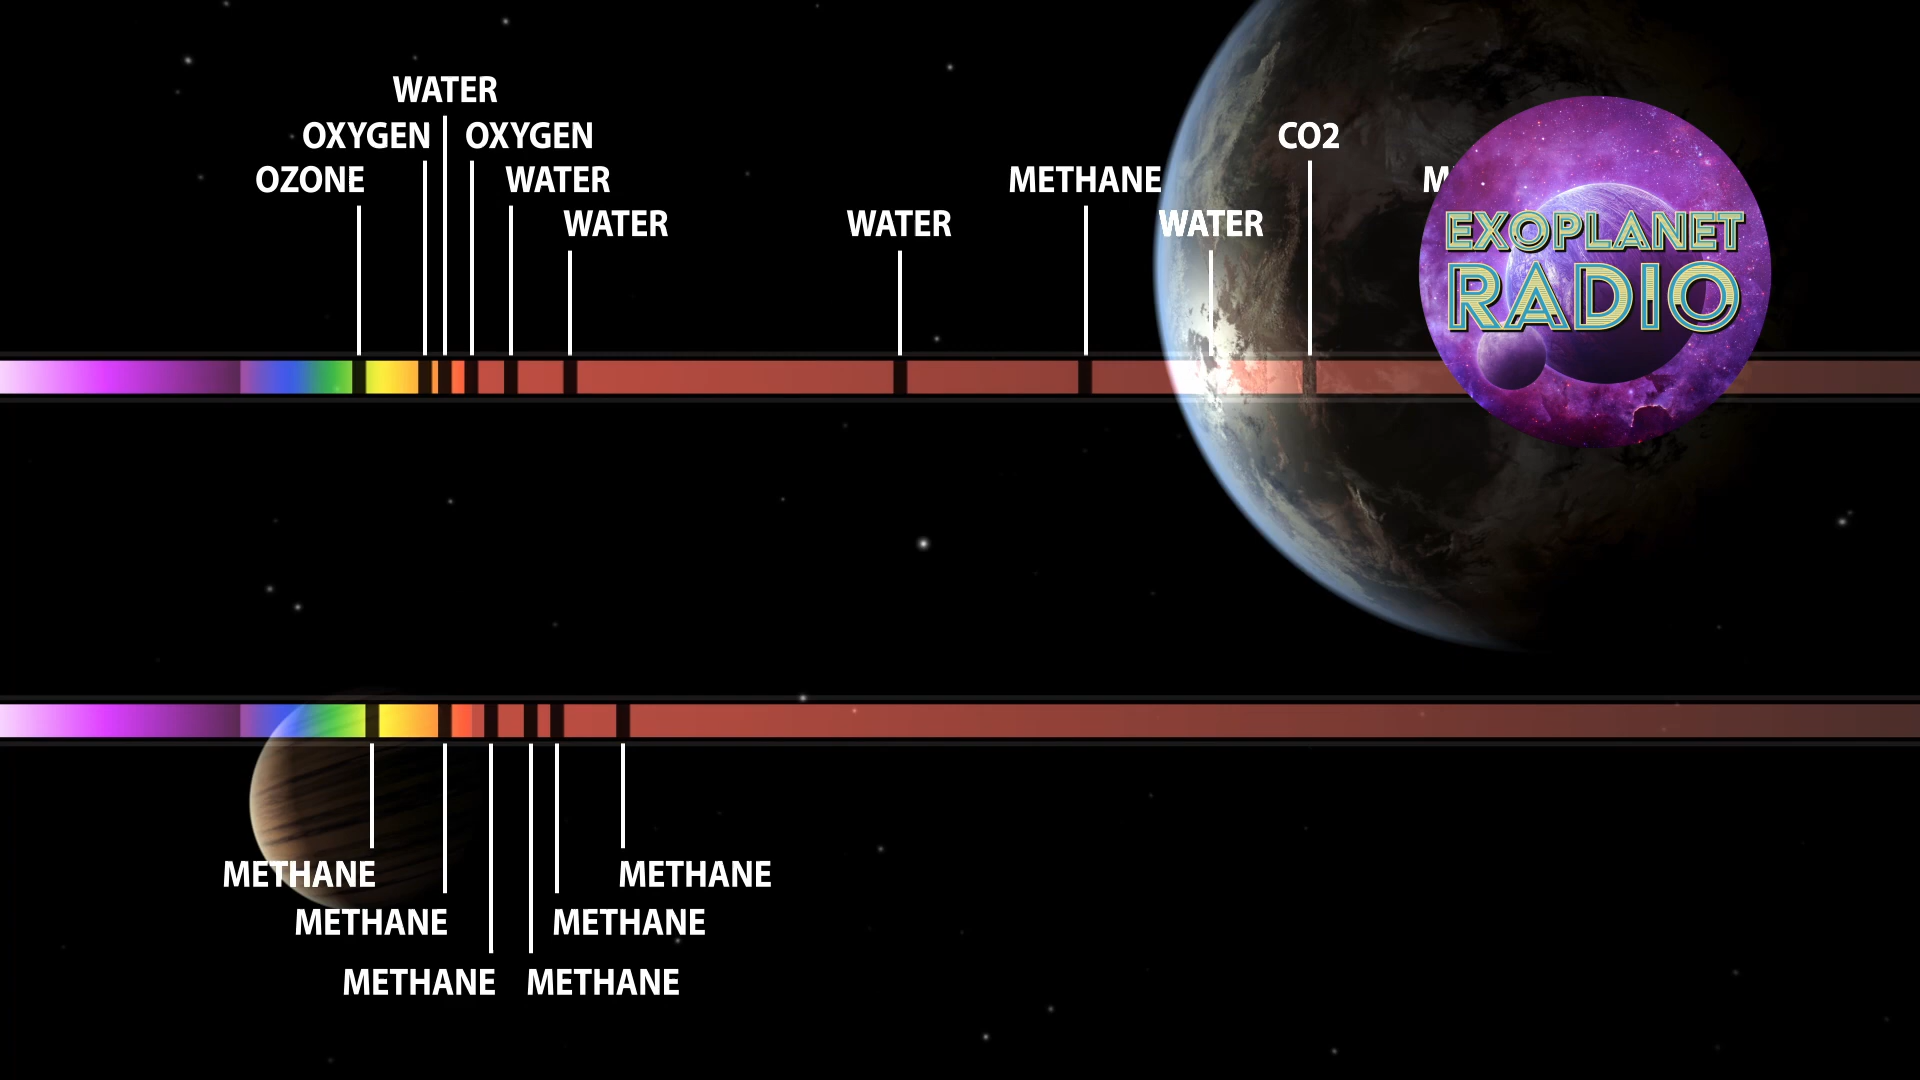 WATER
OXYGEN OXYGEN
CO2
OZONE WATER METHANE
WATER WATER WATER
EXOPLANET
RADIO
METHANE METHANE
METHANE METHANE
METHANE METHANE